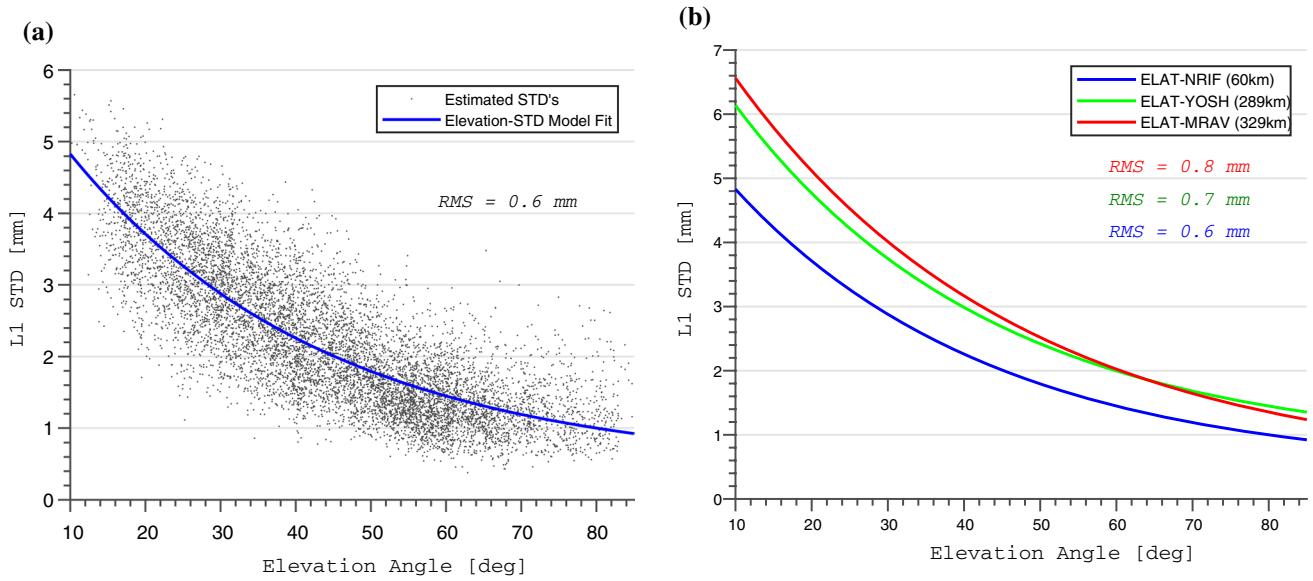 (a)
6
5
4
3
2
1
0
L1 STD [mm]
Estimated STD's
Elevation-STD Model Fit
RMS = 0.6 mm
10 20 30 40 50 60 70 80
Elevation Angle [deg]
(b)
7
6
5
4
3
2
1
0
L1 STD [mm]
ELAT-NRIF (60km)
ELAT-YOSH (289km)
ELAT-MRAV (329km)
RMS = 0.8 mm
RMS = 0.7 mm
RMS = 0.6 mm
10 20 30 40 50 60 70 80
Elevation Angle [deg]